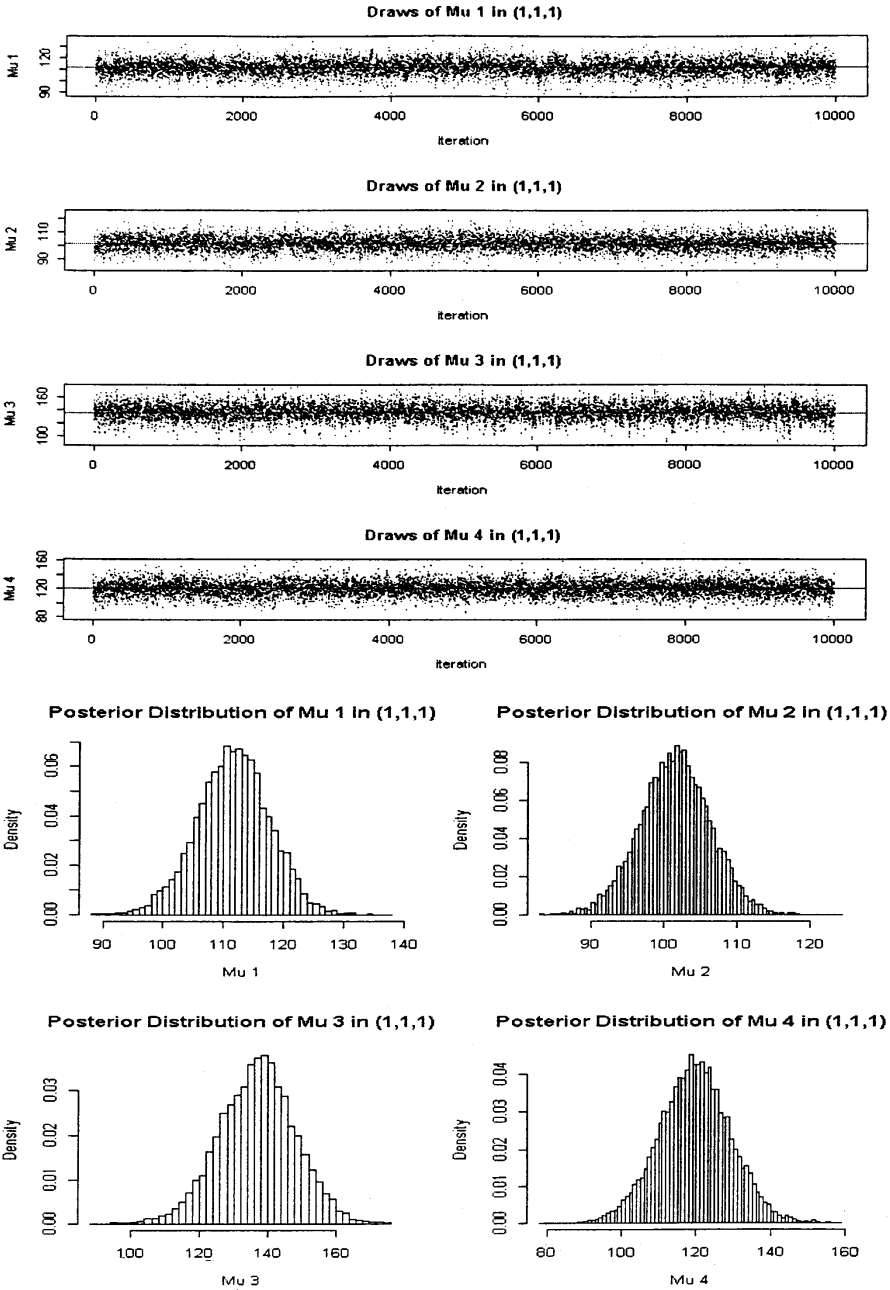 Draws of Mu 1 in (1,1,1)
Mu 1
120
90
0 2000 4000 6000 8000 10000
Iteration
Draws of Mu 2 in (1,1,1)
Mu 2
110
90
0 2000 4000 6000 8000 10000
Iteration
Draws of Mu 3 in (1,1,1)
Mu 3
160
100
0 2000 4000 6000 8000 10000
Iteration
Draws of Mu 4 in (1,1,1)
Mu 4
160
120
80
0 2000 4000 6000 8000 10000
Iteration
Posterior Distribution of Mu 1 in (1,1,1)
Density
0.06
0.04
0.02
0.00
90 100 110 120 130 140
Mu 1
Posterior Distribution of Mu 2 in (1,1,1)
Density
0.08
0.06
0.04
0.02
0.00
90 100 110 120
Mu 2
Posterior Distribution of Mu 3 in (1,1,1)
Density
0.03
0.02
0.01
0.00
100 120 140 160
Mu 3
Posterior Distribution of Mu 4 in (1,1,1)
Density
0.04
0.03
0.02
0.01
0.00
80 100 120 140 160
Mu 4